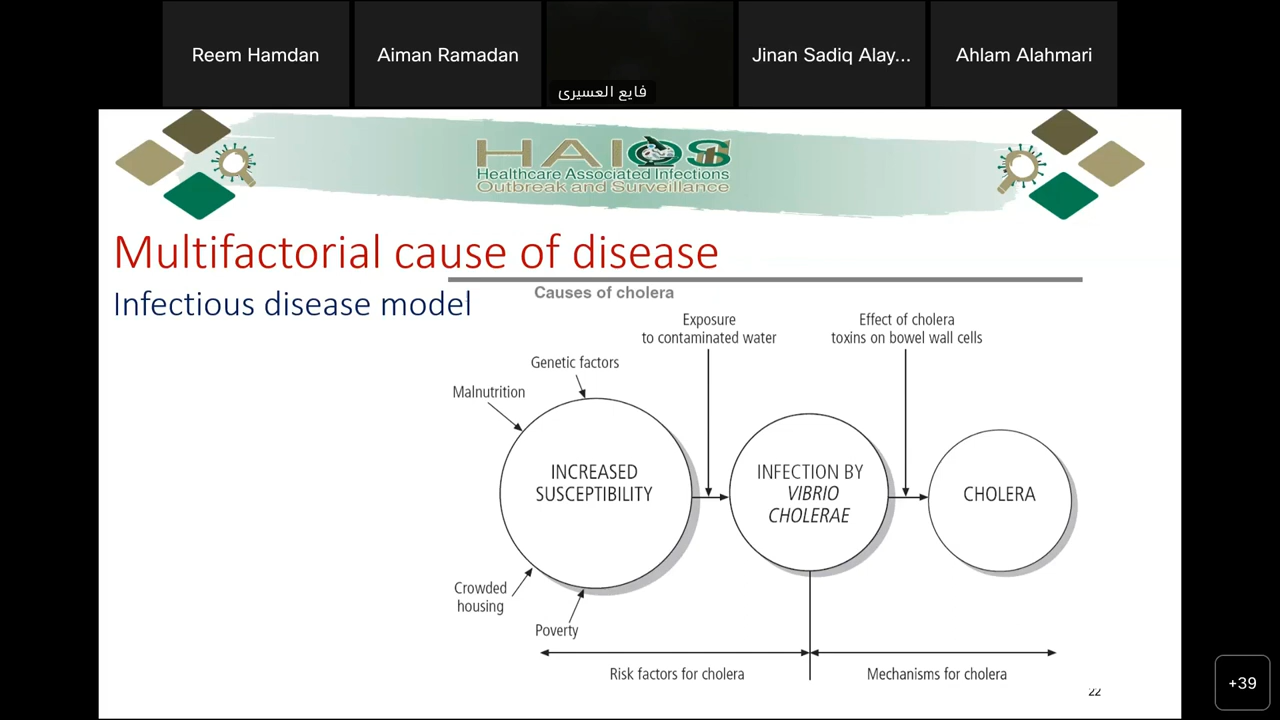 Reem Hamdan
Aiman Ramadan
فايع العسيري
Jinan Sadiq Alay...
Ahlam Alahmari
HAIOS
Healthcare Associated Infections
Outbreak and Surveillance
Multifactorial cause of disease
Infectious disease model
Causes of cholera
Exposure
to contaminated water
Effect of cholera
toxins on bowel wall cells
Genetic factors
Malnutrition
INCREASED
SUSCEPTIBILITY
INFECTION BY
VIBRIO
CHOLERAE
CHOLERA
Crowded
housing
Poverty
Risk factors for cholera
Mechanisms for cholera
22
+39